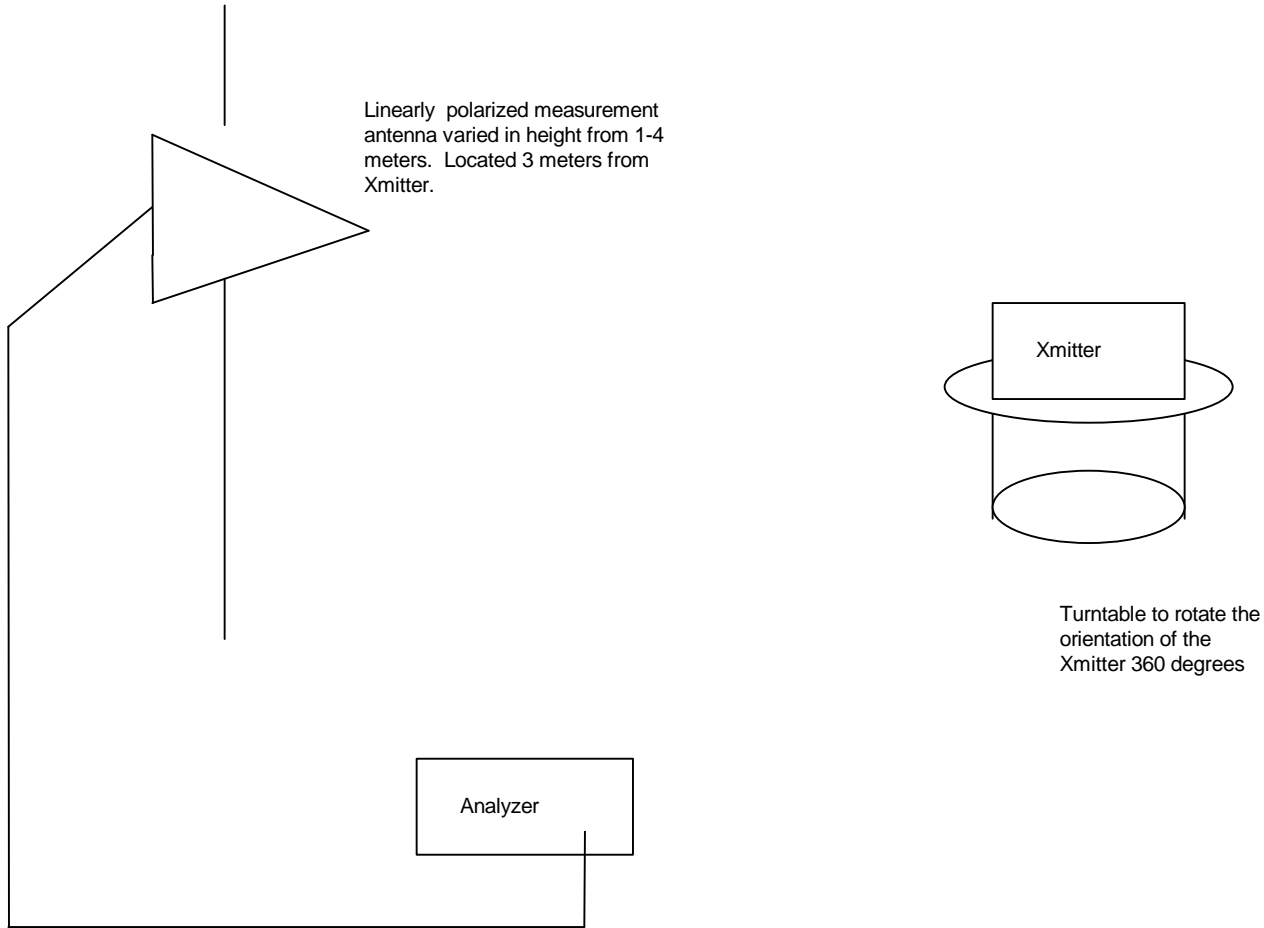 Linearly polarized measurement
antenna varied in height from 1-4
meters. Located 3 meters from
Xmitter.
Xmitter
Turntable to rotate the
orientation of the
Xmitter 360 degrees
Analyzer